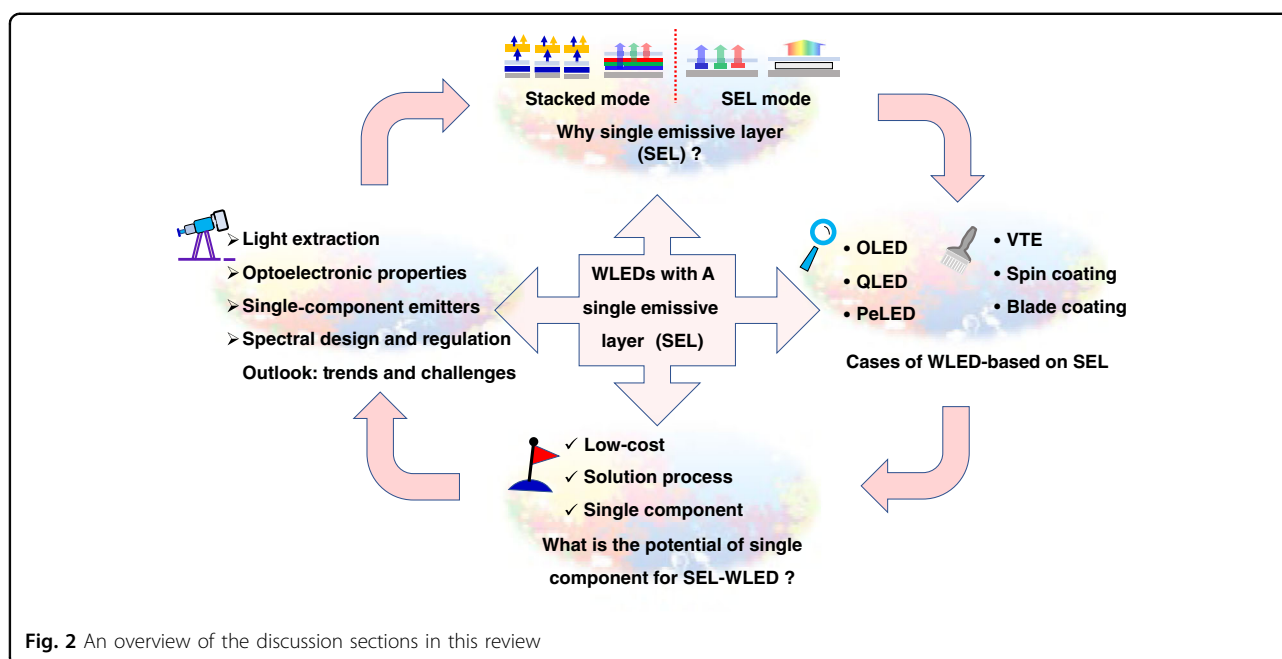 Stacked mode
SEL mode
Why single emissive layer
(SEL) ?
➢ Light extraction
➢ Optoelectronic properties
➢ Single-component emitters
➢ Spectral design and regulation
Outlook: trends and challenges
WLEDs with A
single emissive
layer (SEL)
• OLED
• QLED
• PeLED
• VTE
• Spin coating
• Blade coating
Cases of WLED-based on SEL
✓ Low-cost
✓ Solution process
✓ Single component
What is the potential of single
component for SEL-WLED ?
Fig. 2 An overview of the discussion sections in this review